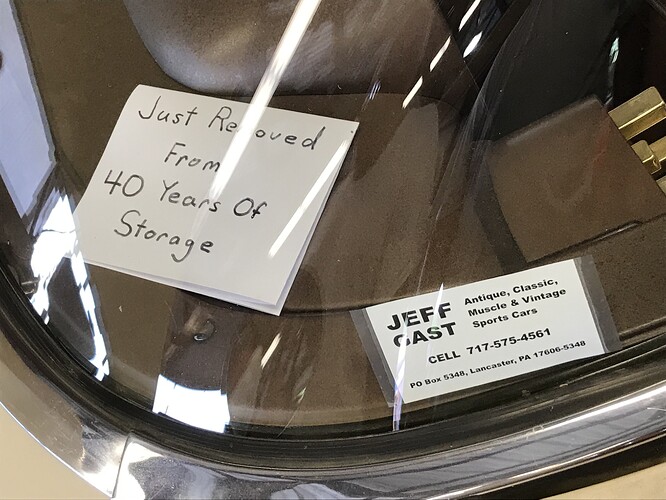 Just Removed
From
40 Years Of
Storage
JEFF
GAST
Antique, Classic,
Muscle & Vintage
Sports Cars
CELL 717-575-4561
PO Box 5348, Lancaster, PA 17606-5348